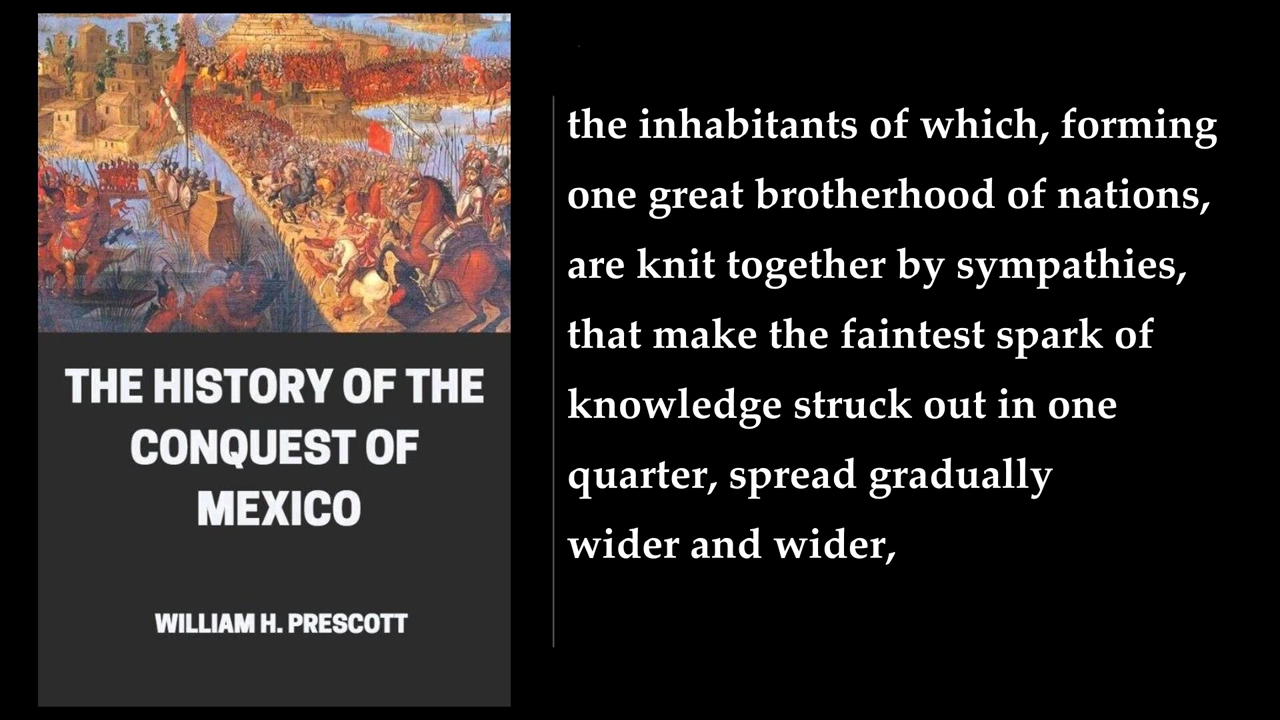 THE HISTORY OF THE
CONQUEST OF
MEXICO
WILLIAM H. PRESCOTT
the inhabitants of which, forming
one great brotherhood of nations,
are knit together by sympathies,
that make the faintest spark of
knowledge struck out in one
quarter, spread gradually
wider and wider,